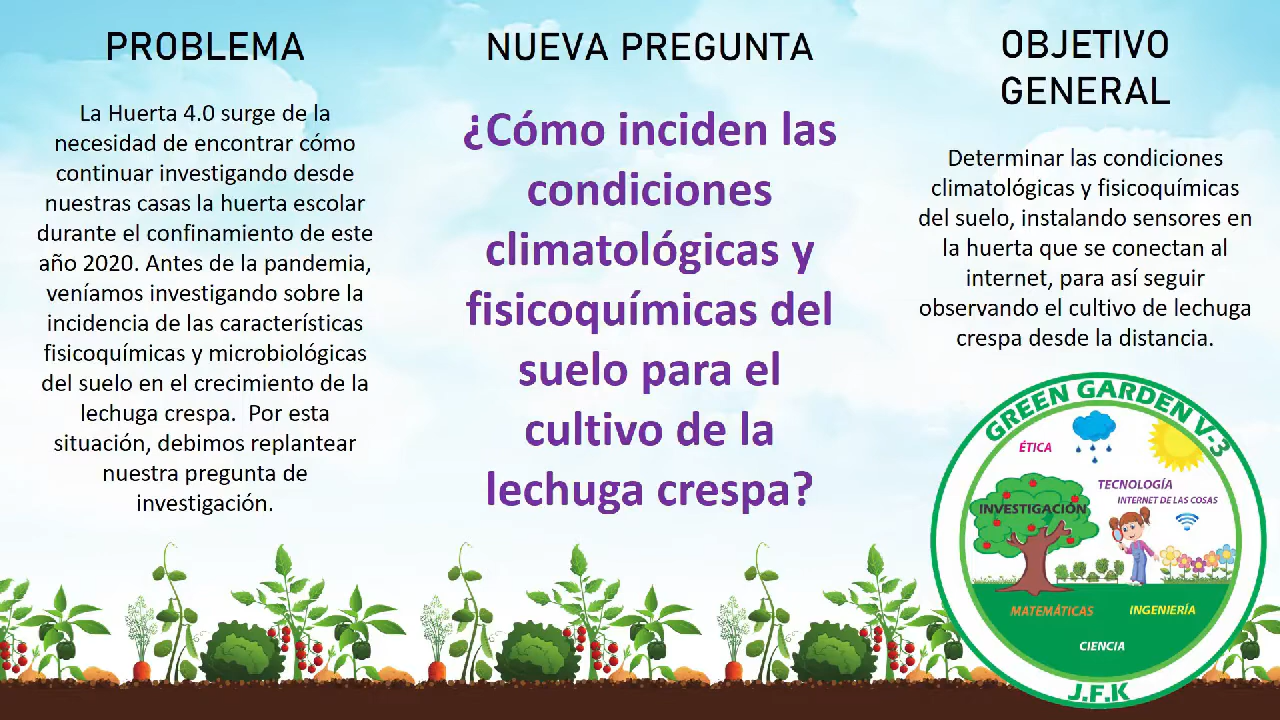 PROBLEMA
La Huerta 4.0 surge de la
necesidad de encontrar cómo
continuar investigando desde
nuestras casas la huerta escolar
durante el confinamiento de este
año 2020. Antes de la pandemia,
veníamos investigando sobre la
incidencia de las características
fisicoquímicas y microbiológicas
del suelo en el crecimiento de la
lechuga crespa.  Por esta
situación, debimos replantear
nuestra pregunta de
investigación.
NUEVA PREGUNTA
¿Cómo inciden las
condiciones
climatológicas y
fisicoquímicas del
suelo para el
cultivo de la
lechuga crespa?
OBJETIVO
GENERAL
Determinar las condiciones
climatológicas y fisicoquímicas
del suelo, instalando sensores en
la huerta que se conectan al
internet, para así seguir
observando el cultivo de lechuga
crespa desde la distancia.
GREEN GARDEN V-3
ÉTICA
TECNOLOGÍA
INTERNET DE LAS COSAS
INVESTIGACIÓN
MATEMÁTICAS
INGENIERÍA
CIENCIA
J.F.K